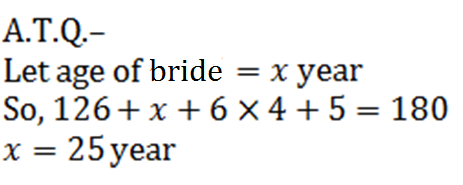 A.T.Q.–
Let age of bride = x year
So, 126 + x + 6 × 4 + 5 = 180
x = 25 year